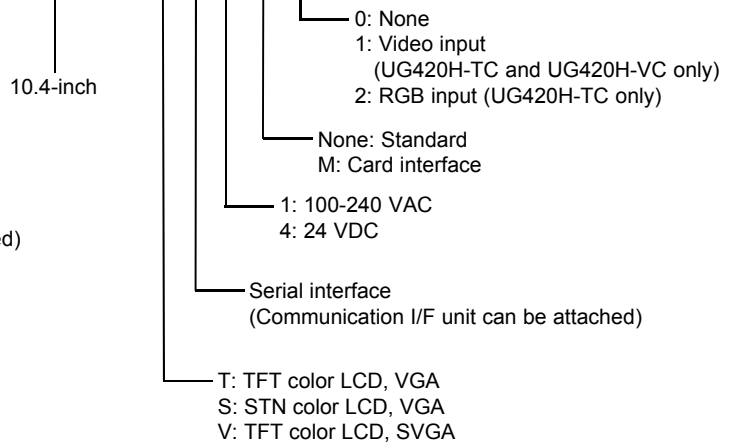 0: None
1: Video input
(UG420H-TC and UG420H-VC only)
2: RGB input (UG420H-TC only)
10.4-inch
None: Standard
M: Card interface
1: 100-240 VAC
4: 24 VDC
ed)
Serial interface
(Communication I/F unit can be attached)
T: TFT color LCD, VGA
S: STN color LCD, VGA
V: TFT color LCD, SVGA